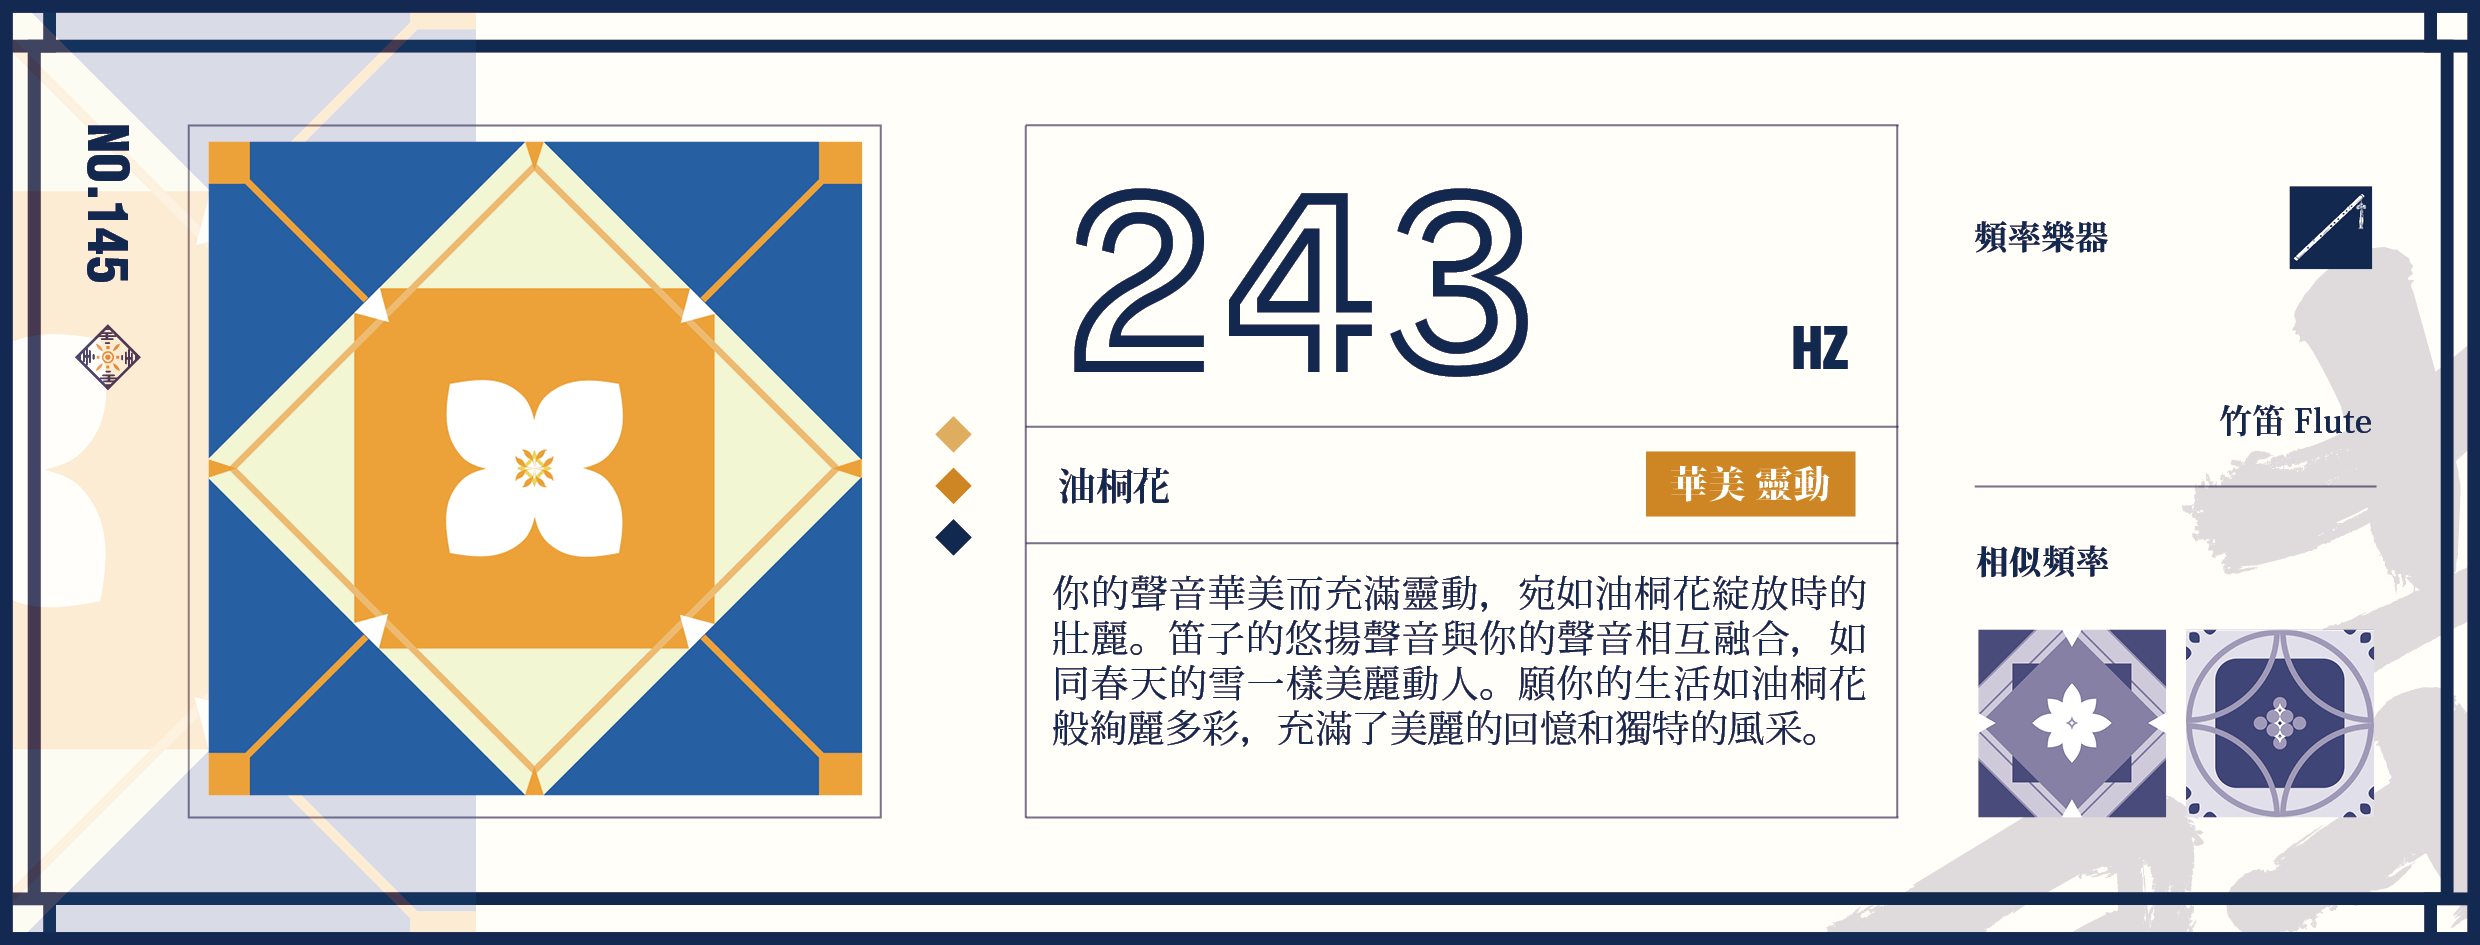 NO.145
243
HZ
油桐花
華美 靈動
你的聲音華美而充滿靈動，宛如油桐花綻放時的
壯麗。笛子的悠揚聲音與你的聲音相互融合，如
同春天的雪一樣美麗動人。願你的生活如油桐花
般絢麗多彩，充滿了美麗的回憶和獨特的風采。
頻率樂器
竹笛 Flute
相似頻率